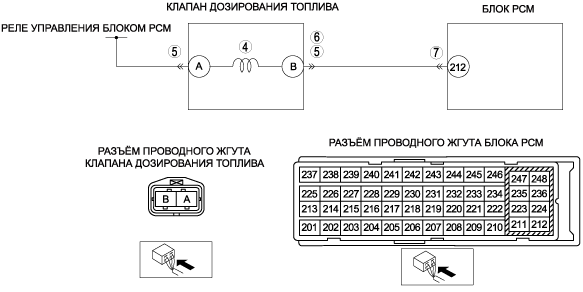 КЛАПАН ДОЗИРОВАНИЯ ТОПЛИВА
БЛОК PCM
РЕЛЕ УПРАВЛЕНИЯ БЛОКОМ PCM
5 A 4 B 6 5 7 212
РАЗЪЁМ ПРОВОДНОГО ЖГУТА
КЛАПАНА ДОЗИРОВАНИЯ ТОПЛИВА
B A
РАЗЪЁМ ПРОВОДНОГО ЖГУТА БЛОКА PCM
237 238 239 240 241 242 243 244 245 246 247 248
225 226 227 228 229 230 231 232 233 234 235 236
213 214 215 216 217 218 219 220 221 222 223 224
201 202 203 204 205 206 207 208 209 210 211 212